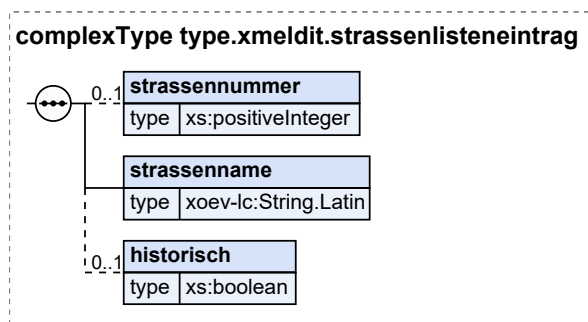 complexType type.xmeldit.strassenlisteneintrag
0..1
strassennummer
type xs:positiveInteger
strassenname
type xoev-lc:String.Latin
0..1
historisch
type xs:boolean